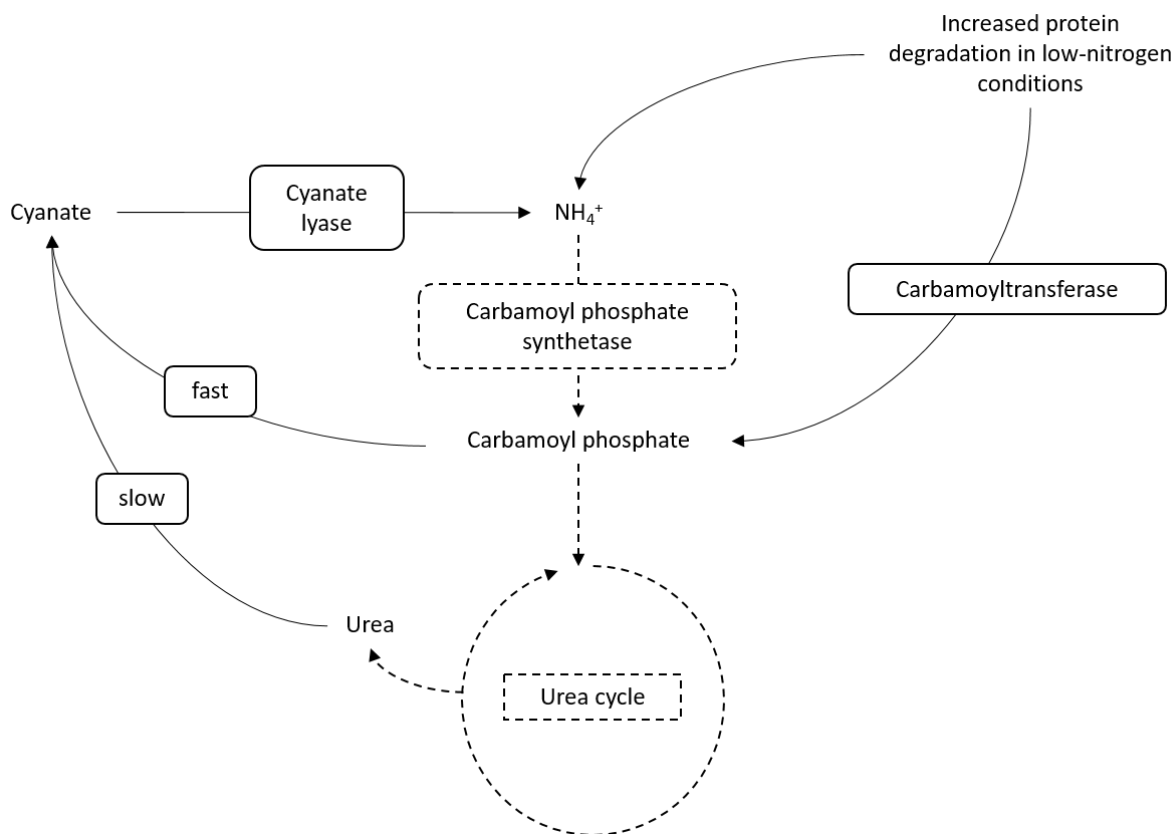 Increased protein
degradation in low-nitrogen
conditions
Cyanate
lyase
Cyanate
NH₄⁺
Carbamoyltransferase
Carbamoyl phosphate
synthetase
fast
Carbamoyl phosphate
slow
Urea
Urea cycle